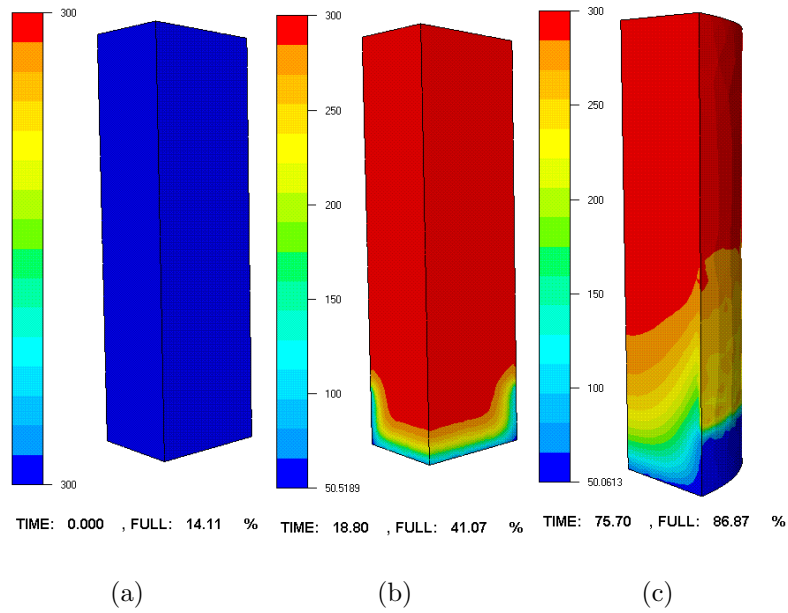 300
300
TIME: 0.000 , FULL: 14.11 %
(a)
300
250
200
150
100
50.5189
TIME: 18.80 , FULL: 41.07 %
(b)
300
250
200
150
100
50.0613
TIME: 75.70 , FULL: 86.87 %
(c)